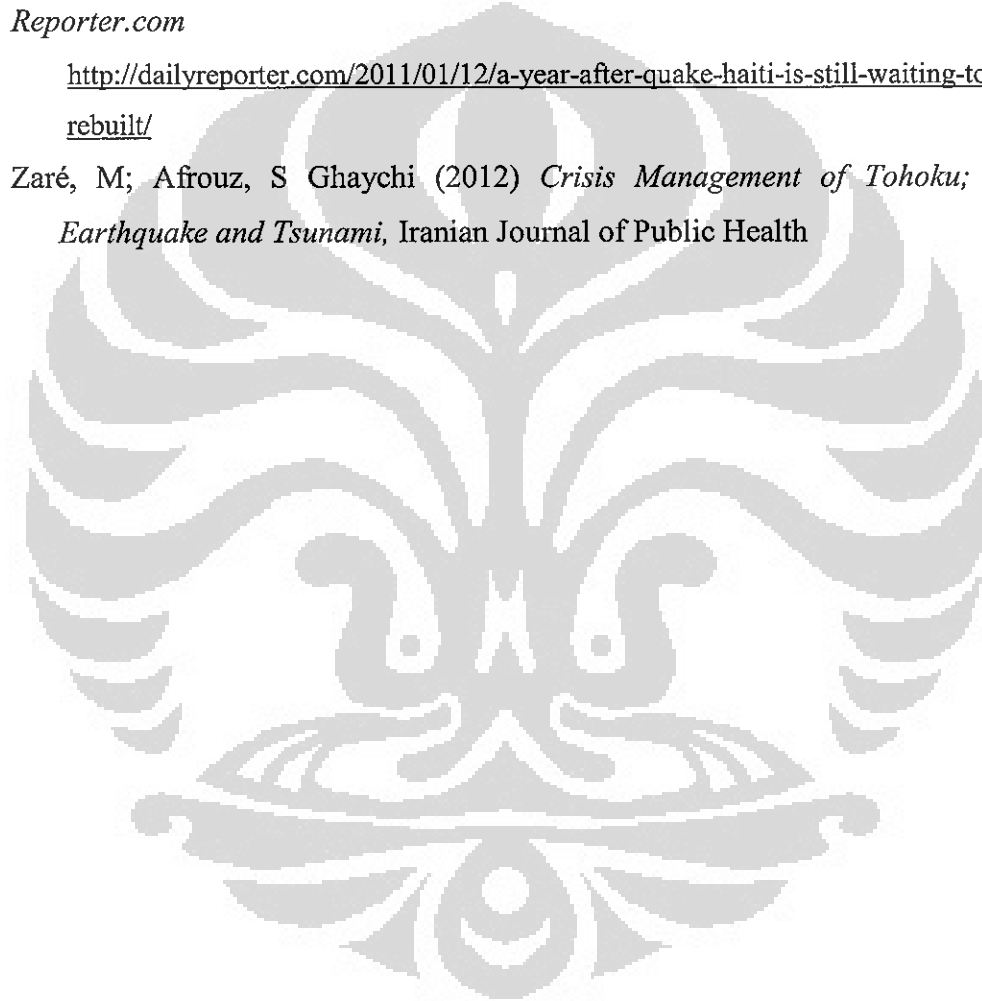 Reporter.com
http://dailyreporter.com/2011/01/12/a-year-after-quake-haiti-is-still-waiting-to
rebuilt/
Zaré, M; Afrouz, S Ghaychi (2012) Crisis Management of Tohoku;
Earthquake and Tsunami, Iranian Journal of Public Health